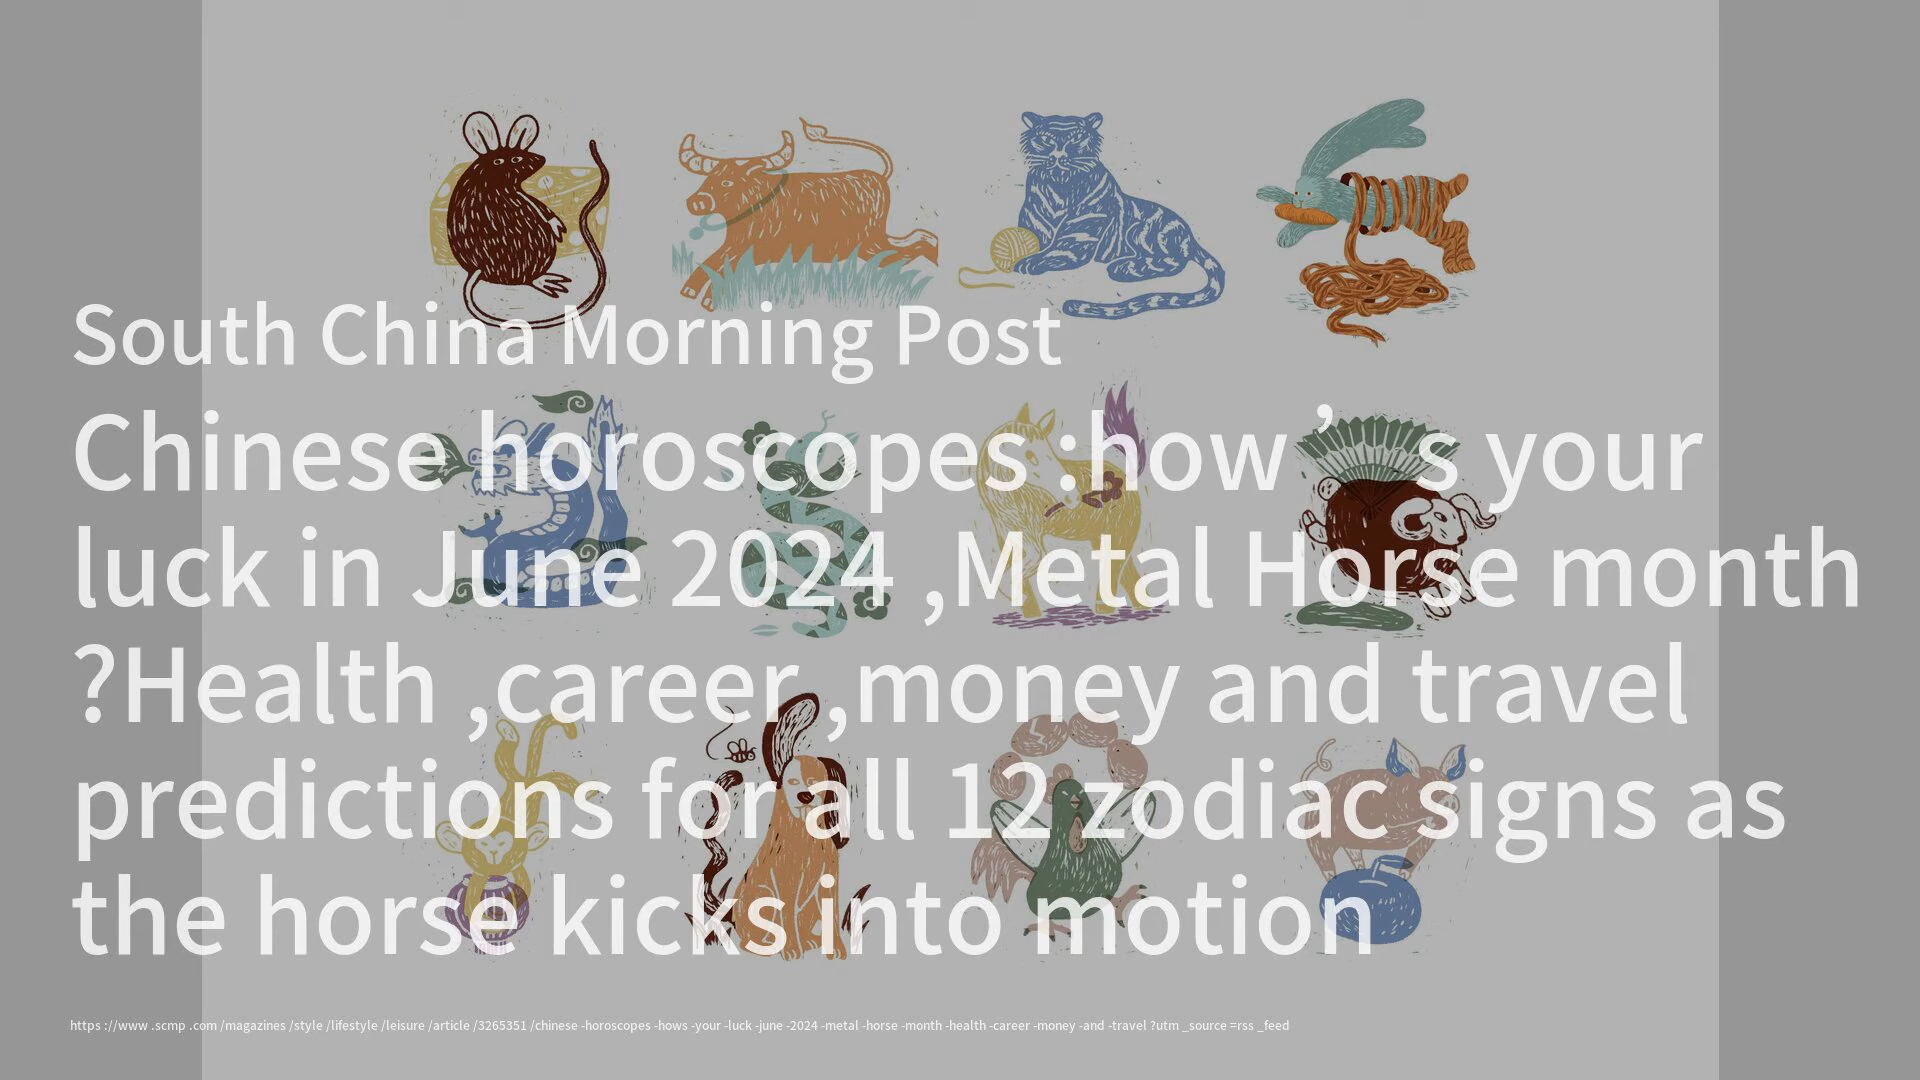 South China Morning Post
Chinese horoscopes :how ’s your
luck in June 2024 ,Metal Horse month
?Health ,career ,money and travel
predictions for all 12 zodiac signs as
the horse kicks into motion
https ://www .scmp .com /magazines /style /lifestyle /leisure /article /3265351 /chinese -horoscopes -hows -your -luck -june -2024 -metal -horse -month -health -career -money -and -travel ?utm _source =rss _feed